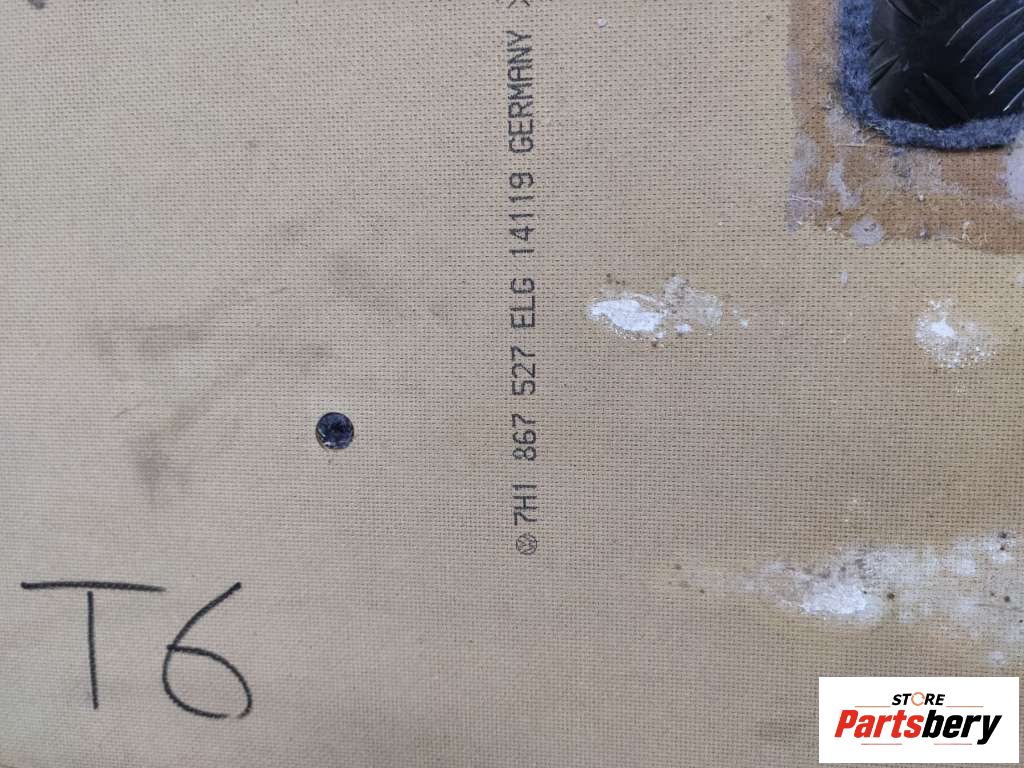 7H1 867 527 ELG 14119 GERMANY >
T6
STORE
Partsbery